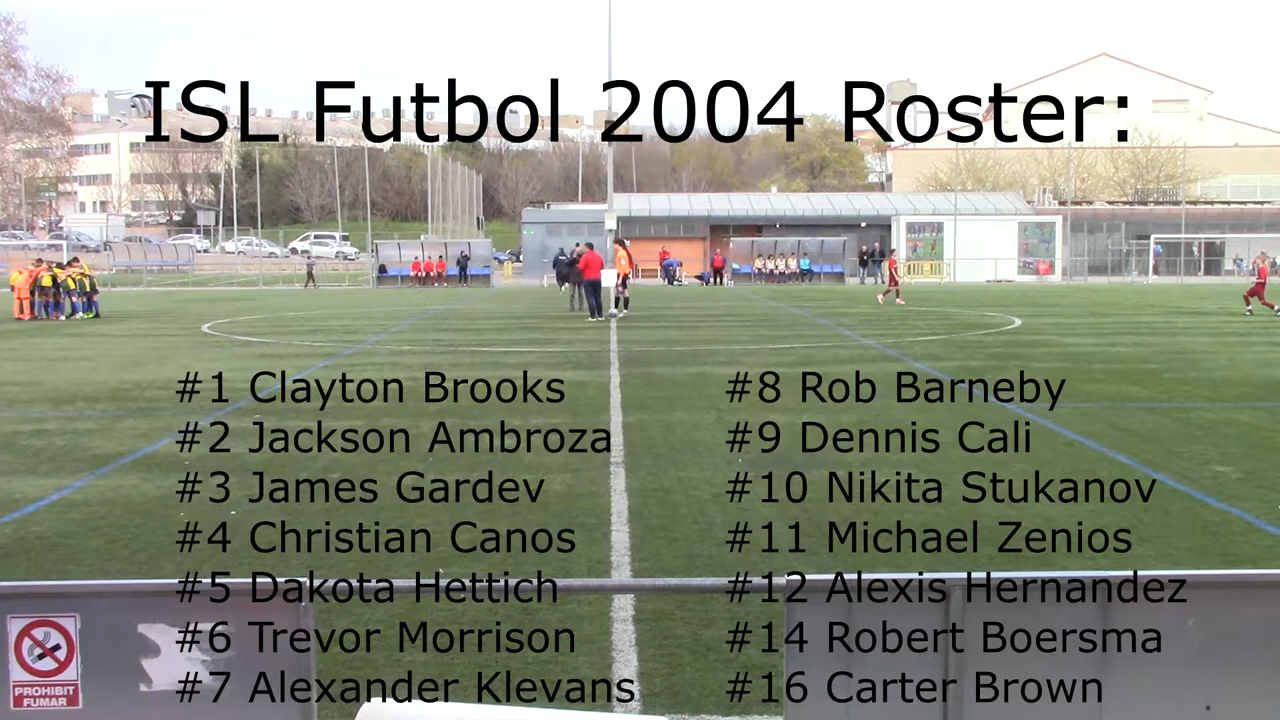 ISL Futbol 2004 Roster:
#1 Clayton Brooks
#2 Jackson Ambroza
#3 James Gardev
#4 Christian Canos
#5 Dakota Hettich
#6 Trevor Morrison
#7 Alexander Klevans
#8 Rob Barneby
#9 Dennis Cali
#10 Nikita Stukanov
#11 Michael Zenios
#12 Alexis Hernandez
#14 Robert Boersma
#16 Carter Brown
PROHIBIT
FUMAR